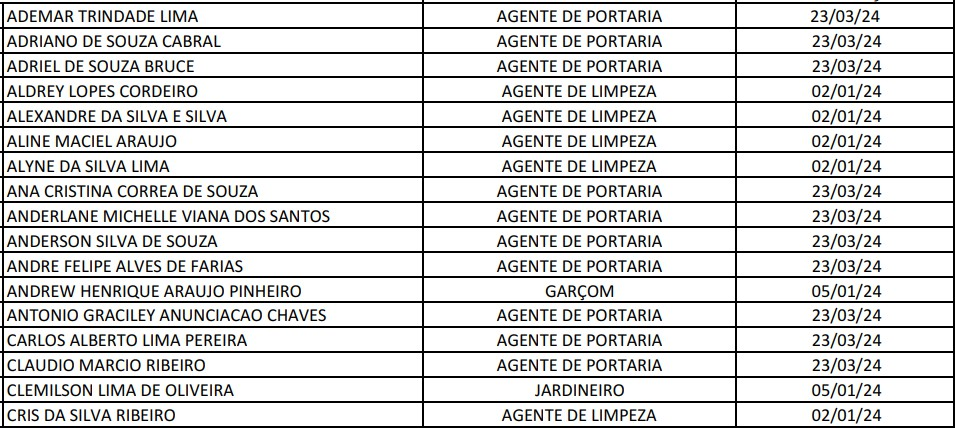 ADEMAR TRINDADE LIMA AGENTE DE PORTARIA 23/03/24
ADRIANO DE SOUZA CABRAL AGENTE DE PORTARIA 23/03/24
ADRIEL DE SOUZA BRUCE AGENTE DE PORTARIA 23/03/24
ALDREY LOPES CORDEIRO AGENTE DE LIMPEZA 02/01/24
ALEXANDRE DA SILVA E SILVA AGENTE DE LIMPEZA 02/01/24
ALINE MACIEL ARAUJO AGENTE DE LIMPEZA 02/01/24
ALYNE DA SILVA LIMA AGENTE DE LIMPEZA 02/01/24
ANA CRISTINA CORREA DE SOUZA AGENTE DE PORTARIA 23/03/24
ANDERLANE MICHELLE VIANA DOS SANTOS AGENTE DE PORTARIA 23/03/24
ANDERSON SILVA DE SOUZA AGENTE DE PORTARIA 23/03/24
ANDRE FELIPE ALVES DE FARIAS AGENTE DE PORTARIA 23/03/24
ANDREW HENRIQUE ARAUJO PINHEIRO GARÇOM 05/01/24
ANTONIO GRACILEY ANUNCIACAO CHAVES AGENTE DE PORTARIA 23/03/24
CARLOS ALBERTO LIMA PEREIRA AGENTE DE PORTARIA 23/03/24
CLAUDIO MARCIO RIBEIRO AGENTE DE PORTARIA 23/03/24
CLEMILSON LIMA DE OLIVEIRA JARDINEIRO 05/01/24
CRIS DA SILVA RIBEIRO AGENTE DE LIMPEZA 02/01/24